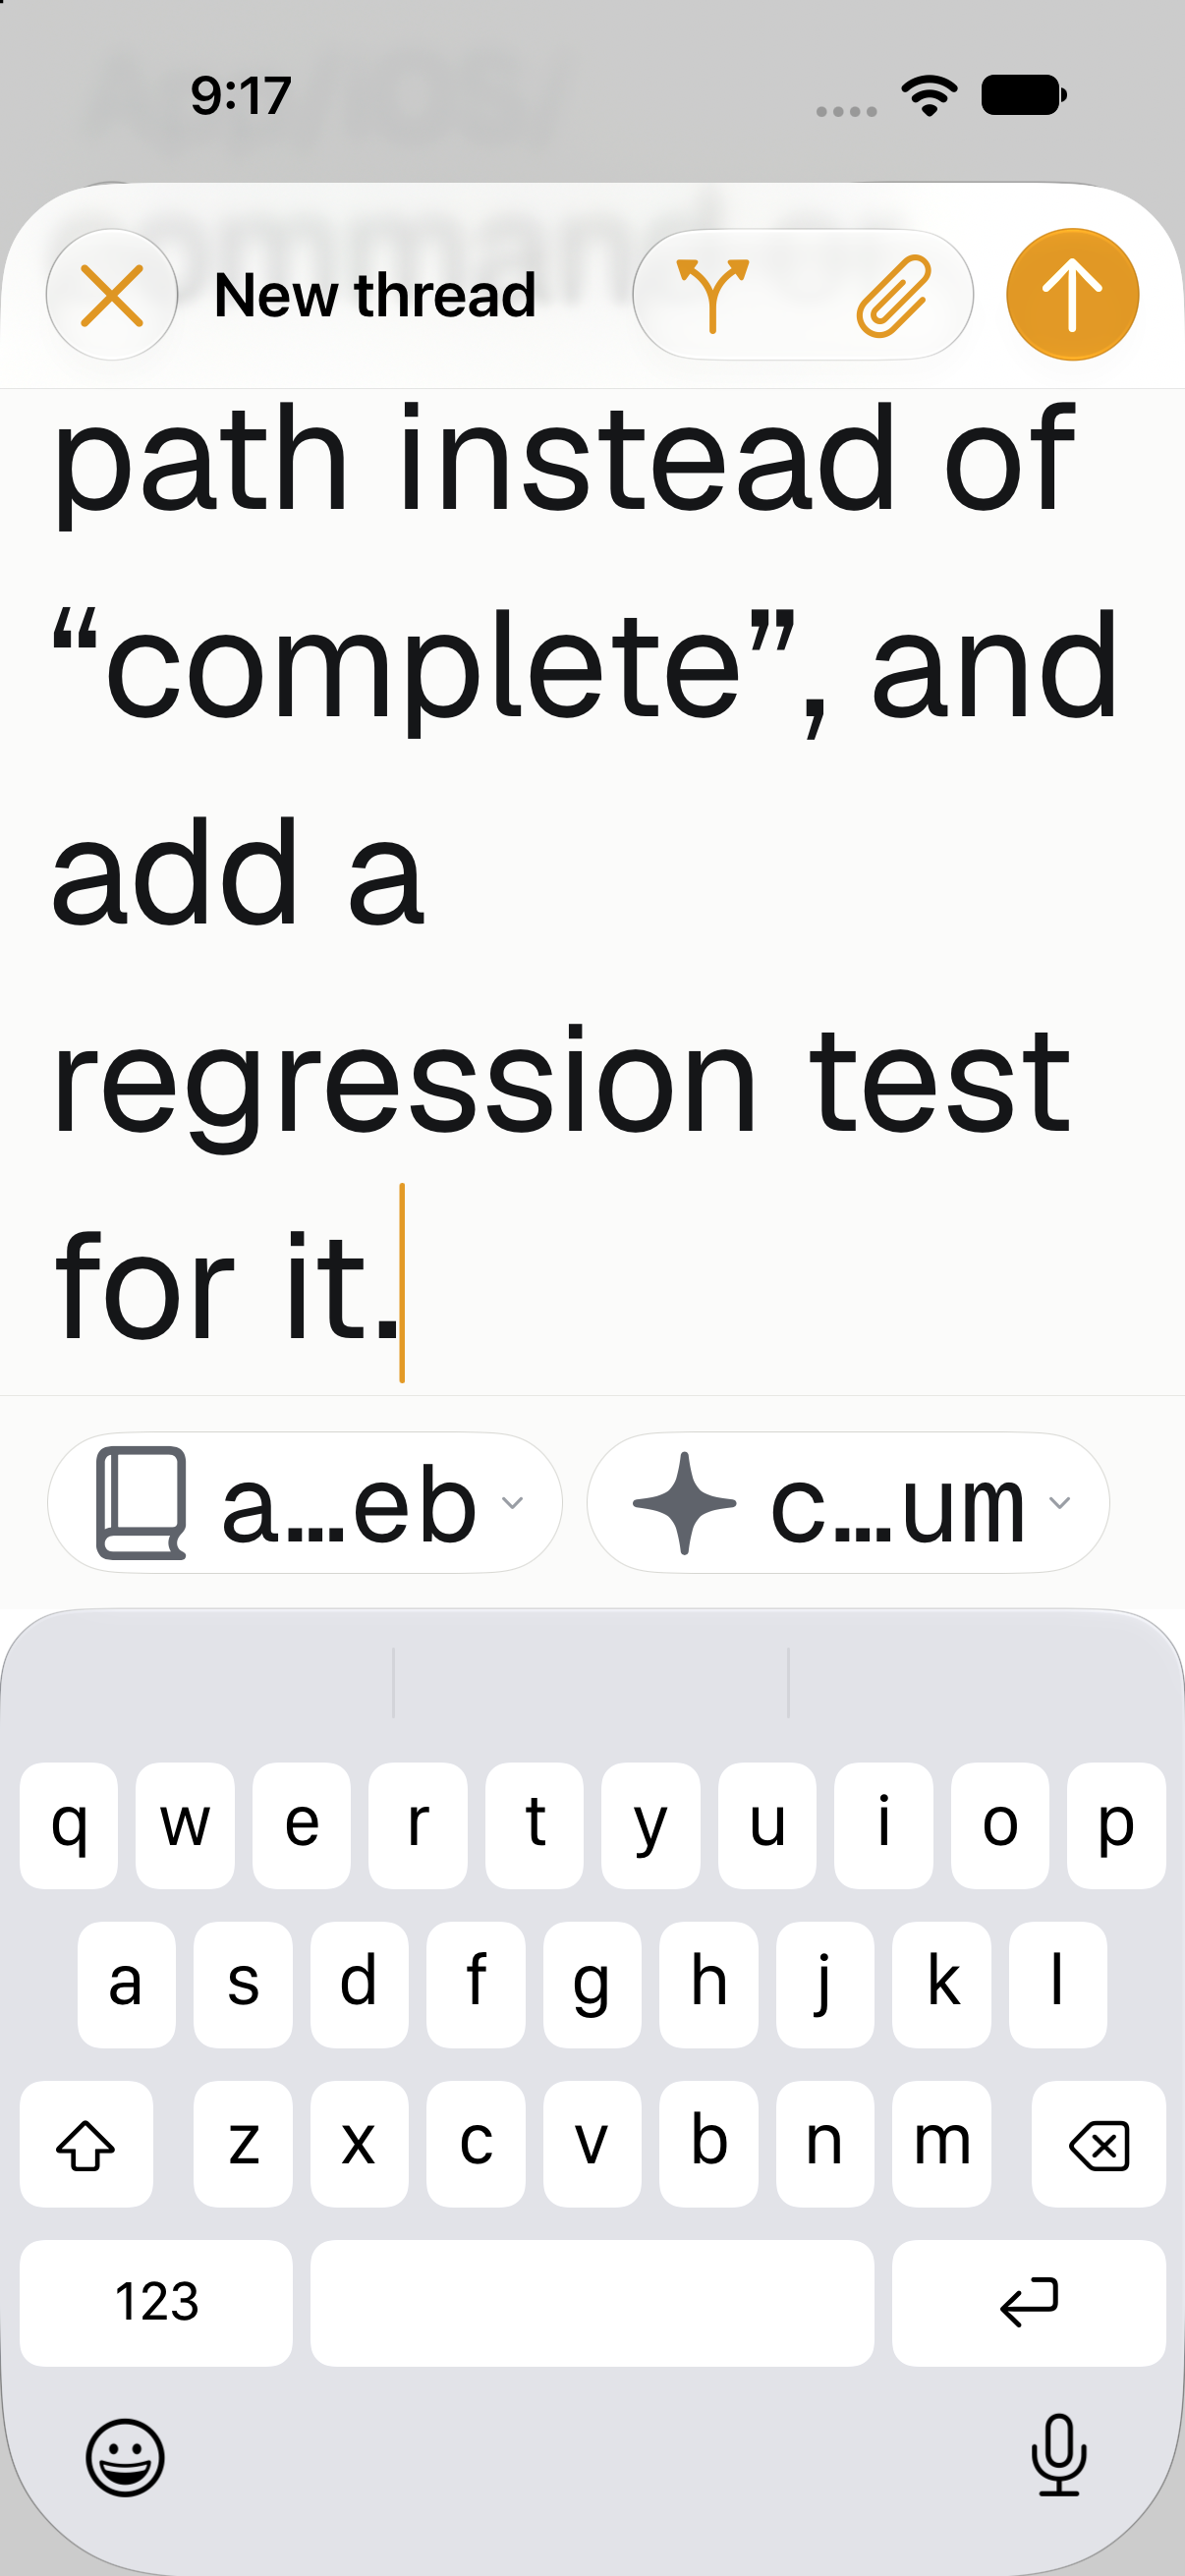 9:17
New thread
path instead of
“complete”, and
add a
regression test
for it.
a…eb
c…um
q w e r t y u i o p
a s d f g h j k l
z x c v b n m
123